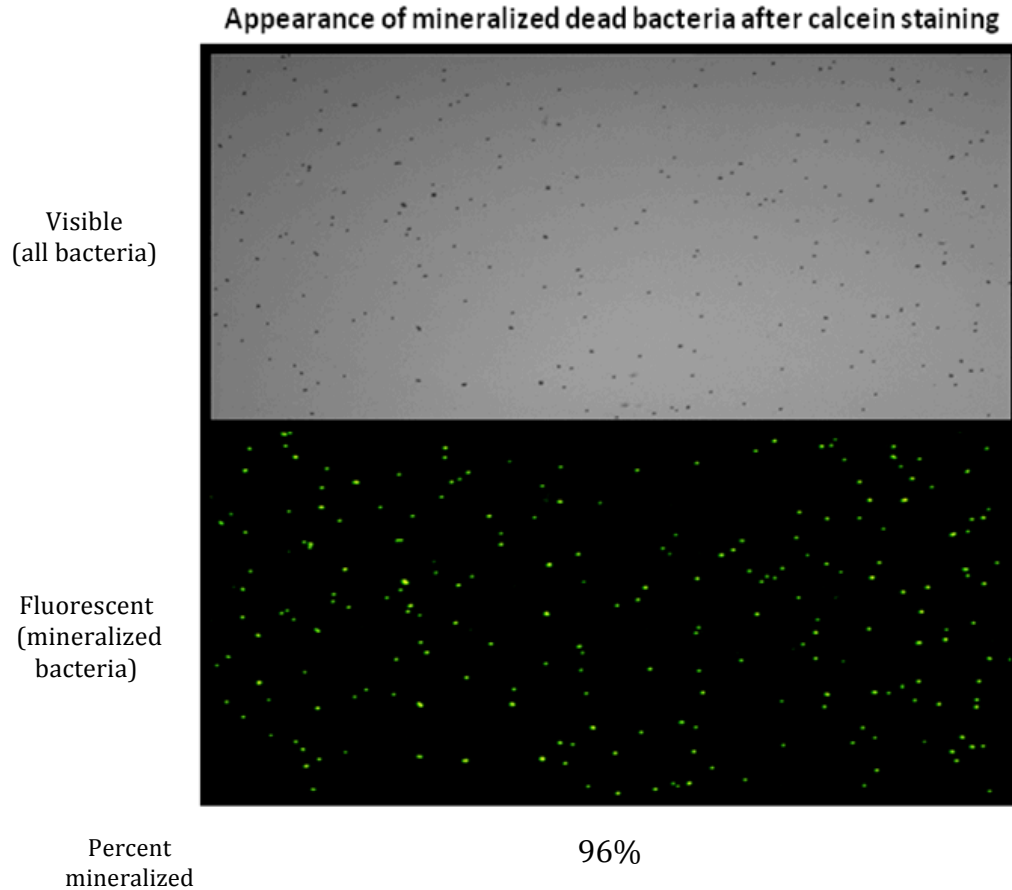 Appearance of mineralized dead bacteria after calcein staining
Visible
(all bacteria)
Fluorescent
(mineralized
bacteria)
Percent
mineralized
96%